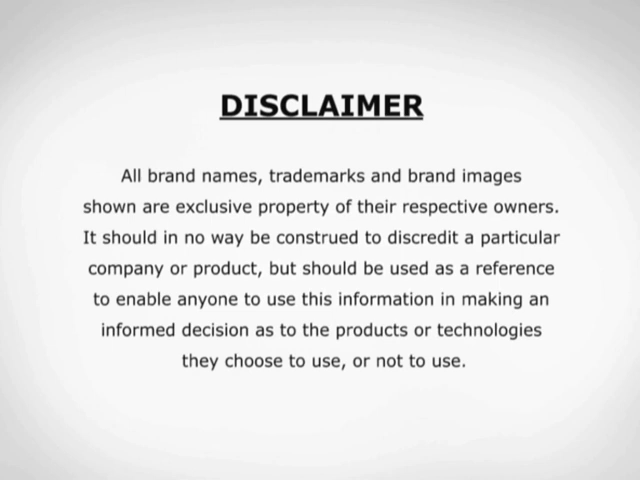 DISCLAIMER
All brand names, trademarks and brand images
shown are exclusive property of their respective owners.
It should in no way be construed to discredit a particular
company or product, but should be used as a reference
to enable anyone to use this information in making an
informed decision as to the products or technologies
they choose to use, or not to use.